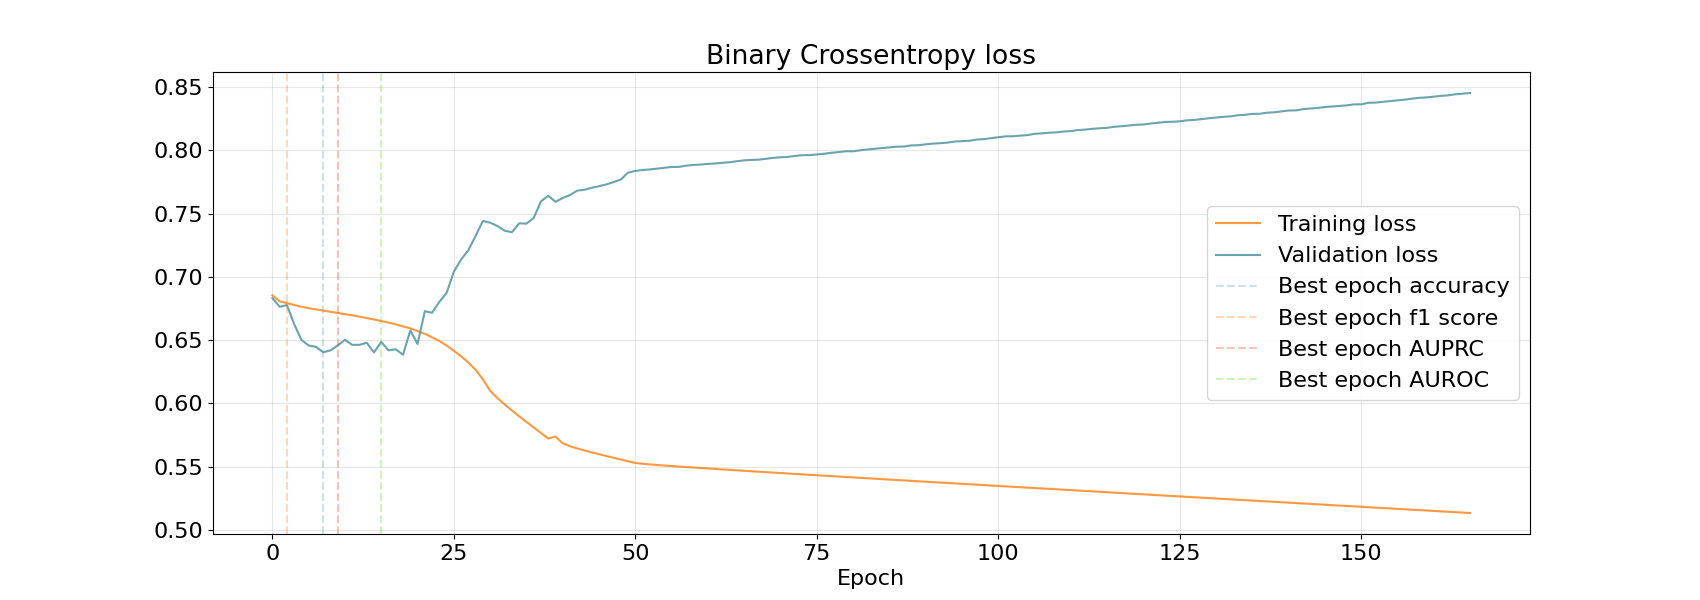 Binary Crossentropy loss
0.85
0.80
0.75
0.70
0.65
0.60
0.55
0.50
Training loss
Validation loss
Best epoch accuracy
Best epoch f1 score
Best epoch AUPRC
Best epoch AUROC
0 25 50 75 100 125 150
Epoch